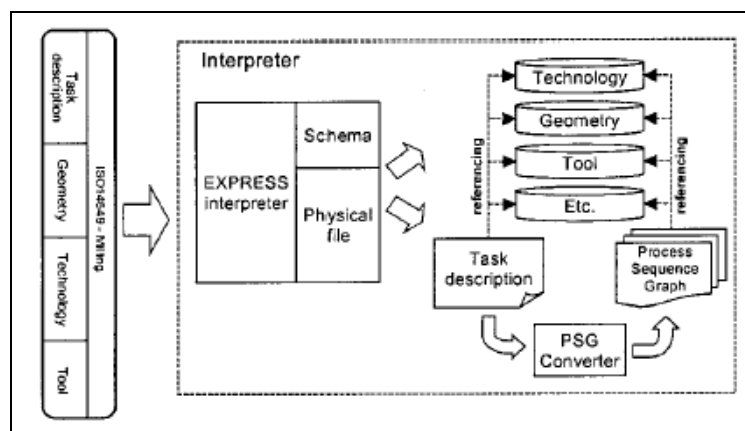 Task
description
Geometry
Technology
Tool
ISO14649 - Milling
Interpreter
EXPRESS
interpreter
Schema
Physical
file
Technology
Geometry
Tool
Etc.
referencing
referencing
Task
description
PSG
Converter
Process
Sequence
Graph